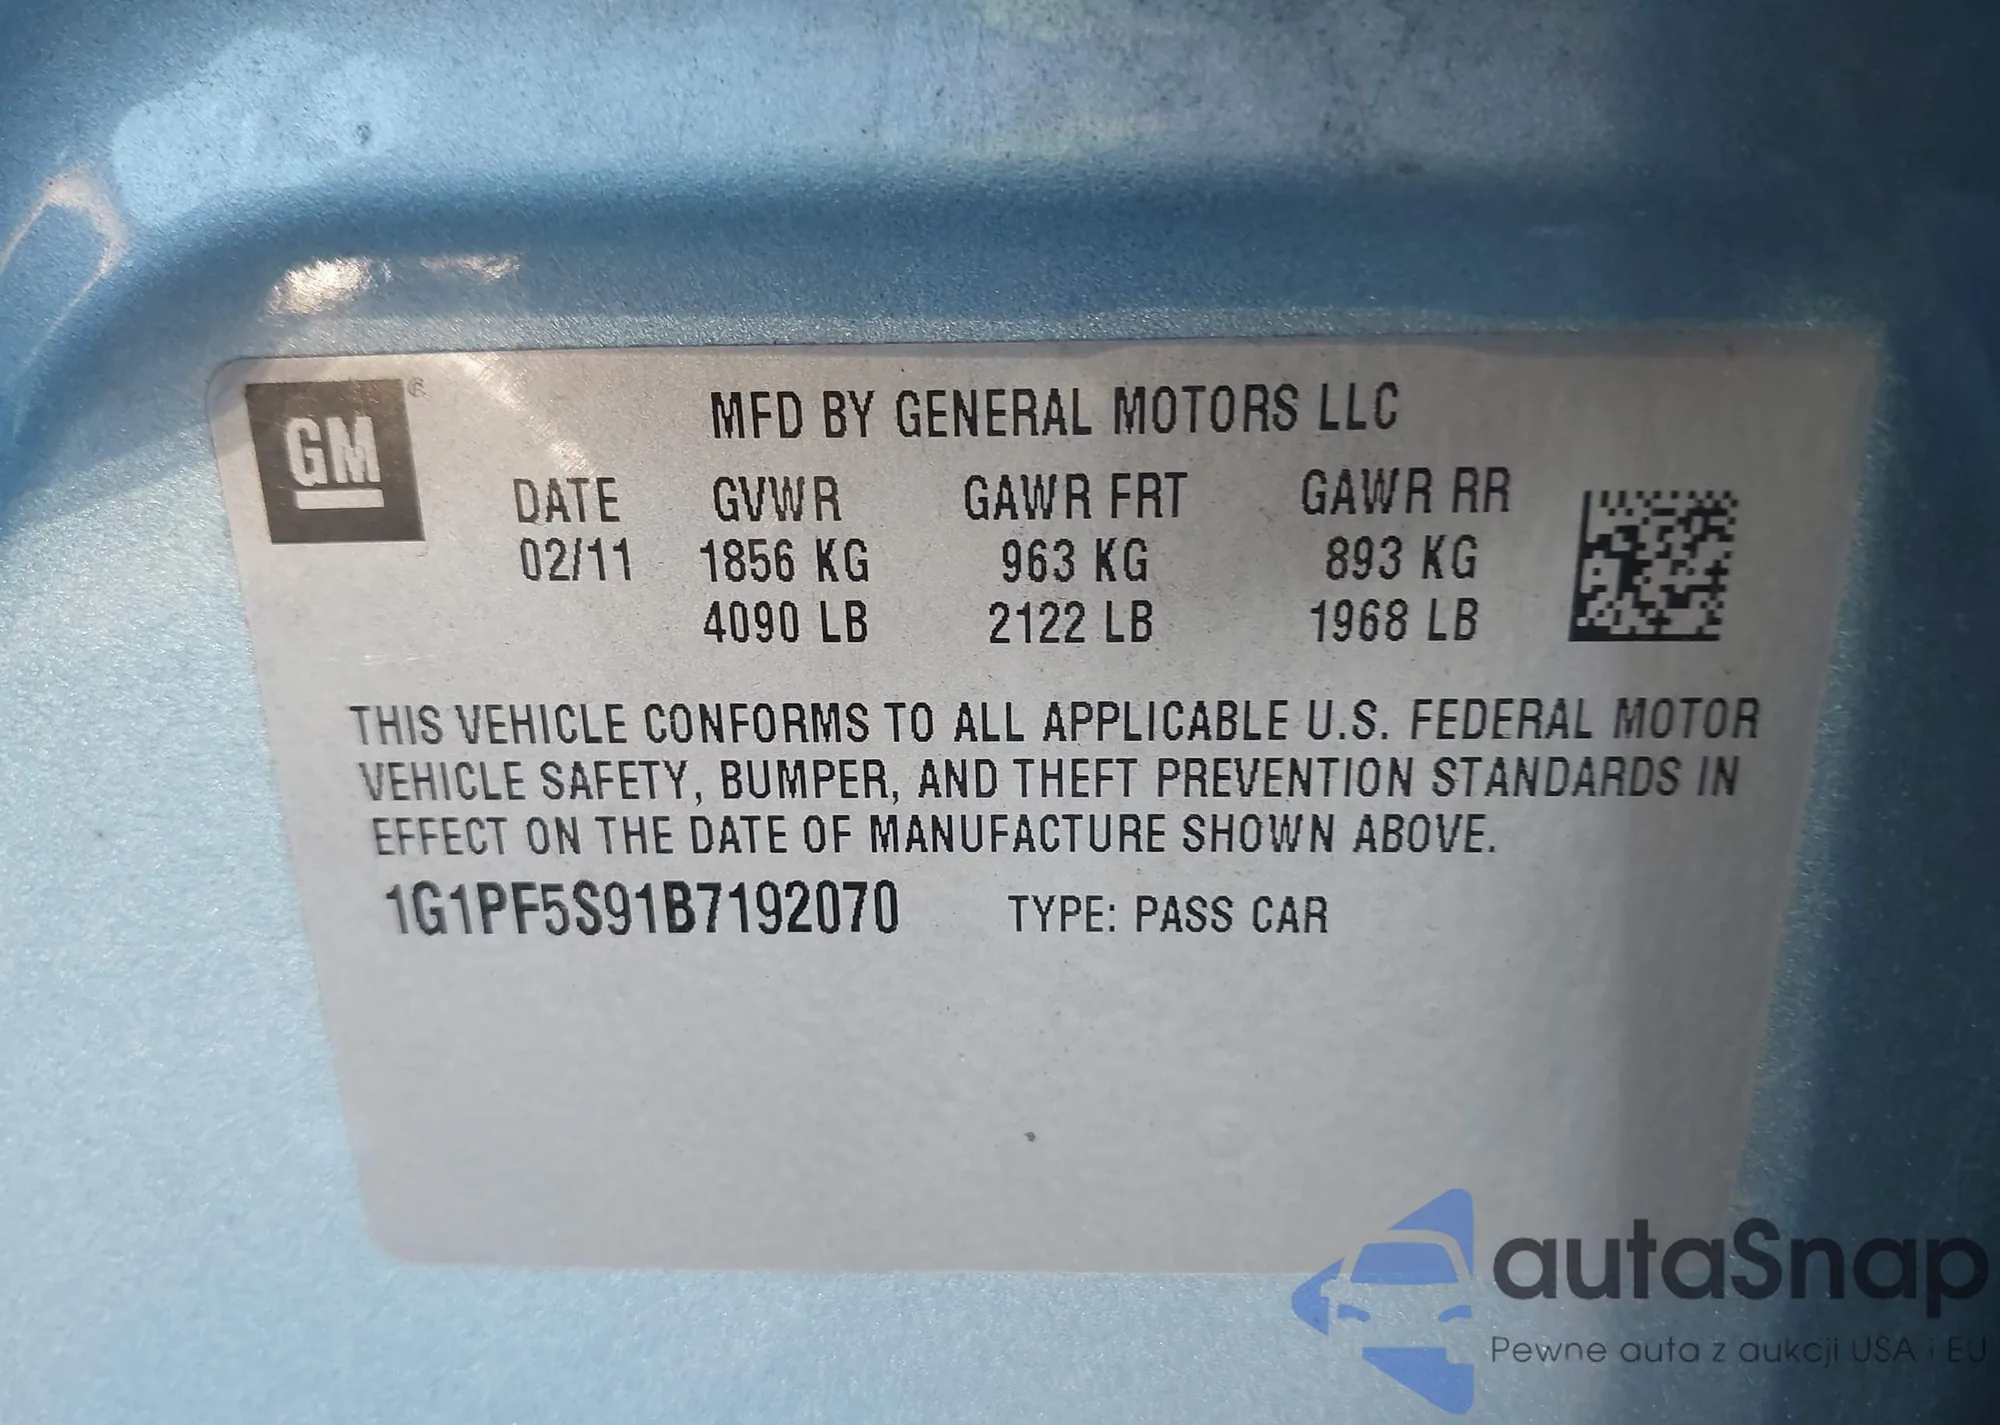 GM ®
MFD BY GENERAL MOTORS LLC
DATE GVWR GAWR FRT GAWR RR
02/11 1856 KG 963 KG 893 KG
4090 LB 2122 LB 1968 LB
THIS VEHICLE CONFORMS TO ALL APPLICABLE U.S. FEDERAL MOTOR
VEHICLE SAFETY, BUMPER, AND THEFT PREVENTION STANDARDS IN
EFFECT ON THE DATE OF MANUFACTURE SHOWN ABOVE.
1G1PF5S91B7192070 TYPE: PASS CAR
autaSnap
Pewne auta z aukcji USA i EU